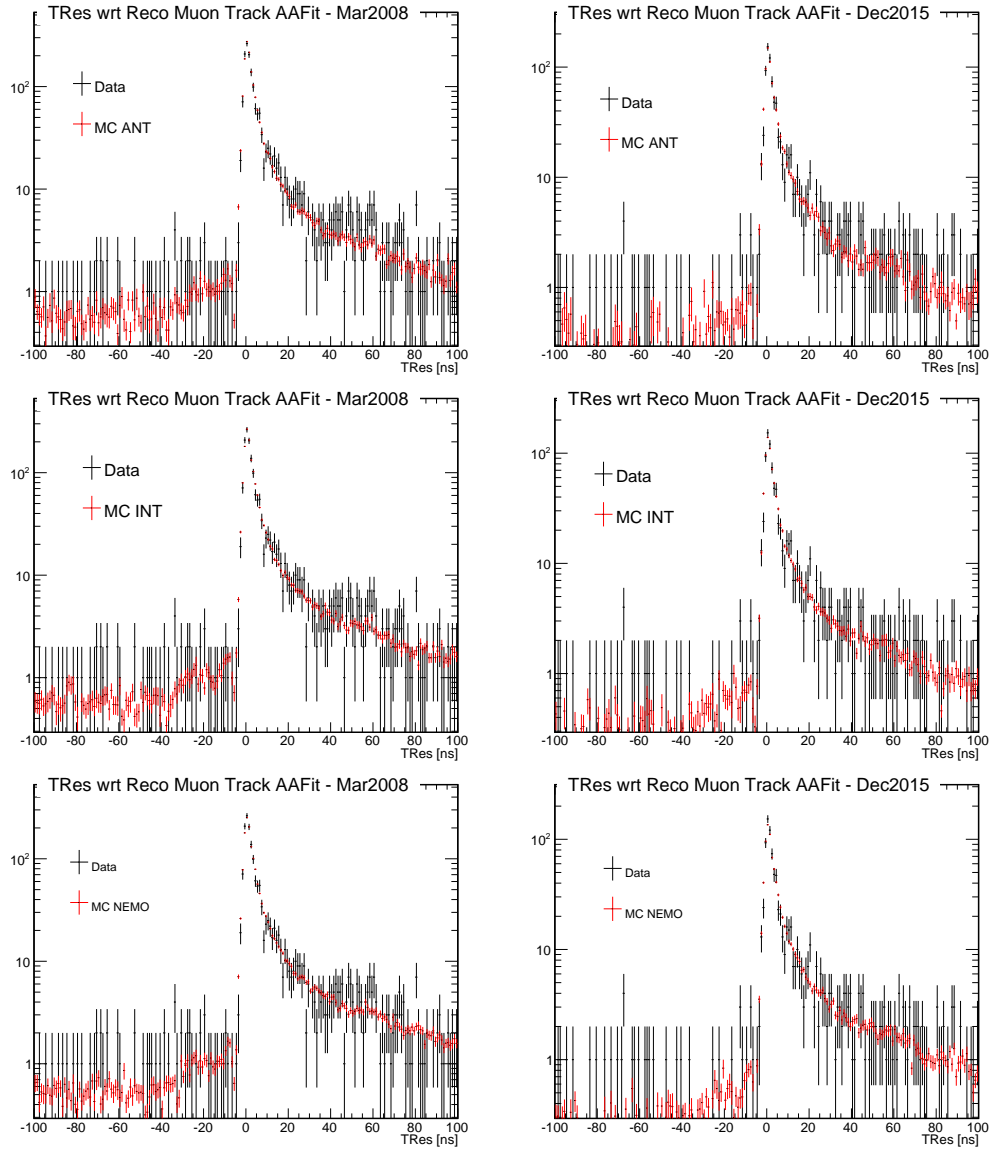 TRes wrt Reco Muon Track AAFit - Mar2008
10²
10
1
Data
MC ANT
-100 -80 -60 -40 -20 0 20 40 60 80 100
TRes [ns]
TRes wrt Reco Muon Track AAFit - Dec2015
10²
10
1
Data
MC ANT
-100 -80 -60 -40 -20 0 20 40 60 80 100
TRes [ns]
TRes wrt Reco Muon Track AAFit - Mar2008
10²
10
1
Data
MC INT
-100 -80 -60 -40 -20 0 20 40 60 80 100
TRes [ns]
TRes wrt Reco Muon Track AAFit - Dec2015
10²
10
1
Data
MC INT
-100 -80 -60 -40 -20 0 20 40 60 80 100
TRes [ns]
TRes wrt Reco Muon Track AAFit - Mar2008
10²
10
1
Data
MC NEMO
-100 -80 -60 -40 -20 0 20 40 60 80 100
TRes [ns]
TRes wrt Reco Muon Track AAFit - Dec2015
10²
10
1
Data
MC NEMO
-100 -80 -60 -40 -20 0 20 40 60 80 100
TRes [ns]